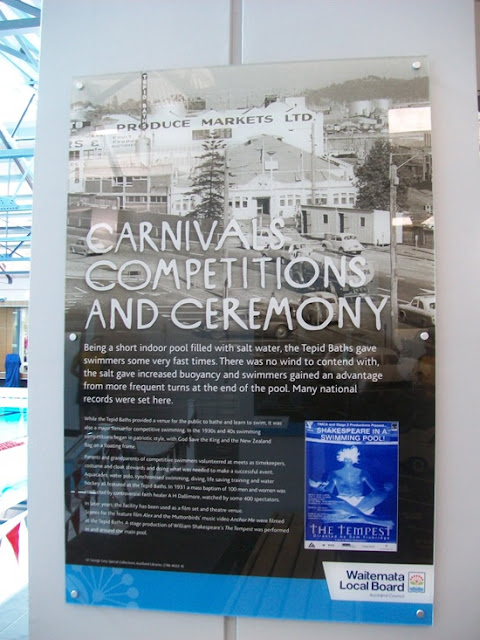 TEPID BATHS
PRODUCE MARKETS LTD.
CARNIVALS,
COMPETITIONS
AND CEREMONY
Being a short indoor pool filled with salt water, the Tepid Baths gave
swimmers some very fast times. There was no wind to contend with,
the salt gave increased buoyancy and swimmers gained an advantage
from more frequent turns at the end of the pool. Many national
records were set here.
While the Tepid Baths provided a venue for the public to bathe and learn to swim, it was
also a major venue for competitive swimming. In the 1930s and 40s swimming
competitions began in patriotic style, with God Save the King and the New Zealand
flag on a floating frame.
Parents and grandparents of competitive swimmers volunteered at meets as timekeepers,
costume and cloak stewards and doing what was needed to make a successful event.
Aquacades, water polo, synchronised swimming, diving, life saving training and water
hockey all featured at the Tepid Baths. In 1931 a mass baptism of 100 men and women was
conducted by controversial faith healer A H Dallimore, watched by some 400 spectators.
In later years, the facility has been used as a film set and theatre venue.
Scenes for the feature film Alex and the Muttonbirds' music video Anchor Me were filmed
at the Tepid Baths. A stage production of William Shakespeare's The Tempest was performed
in and around the main pool.
SHAKESPEARE IN A
SWIMMING POOL!
THE TEMPEST
Waitemata
Local Board
Auckland Council